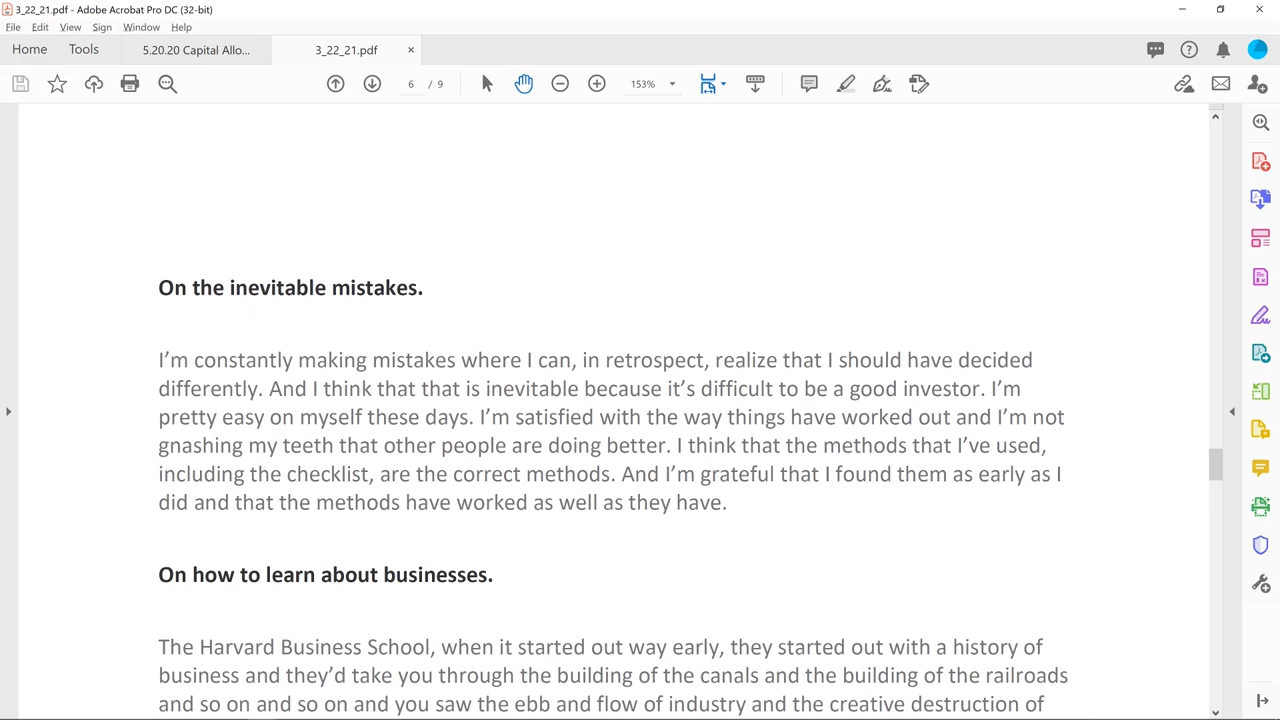 3_22_21.pdf - Adobe Acrobat Pro DC (32-bit)
File Edit View Sign Window Help
Home Tools 5.20.20 Capital Allo... 3_22_21.pdf ×
6 / 9 153%
On the inevitable mistakes.
I’m constantly making mistakes where I can, in retrospect, realize that I should have decided
differently. And I think that that is inevitable because it’s difficult to be a good investor. I’m
pretty easy on myself these days. I’m satisfied with the way things have worked out and I’m not
gnashing my teeth that other people are doing better. I think that the methods that I’ve used,
including the checklist, are the correct methods. And I’m grateful that I found them as early as I
did and that the methods have worked as well as they have.
On how to learn about businesses.
The Harvard Business School, when it started out way early, they started out with a history of
business and they’d take you through the building of the canals and the building of the railroads
and so on and so on and you saw the ebb and flow of industry and the creative destruction of